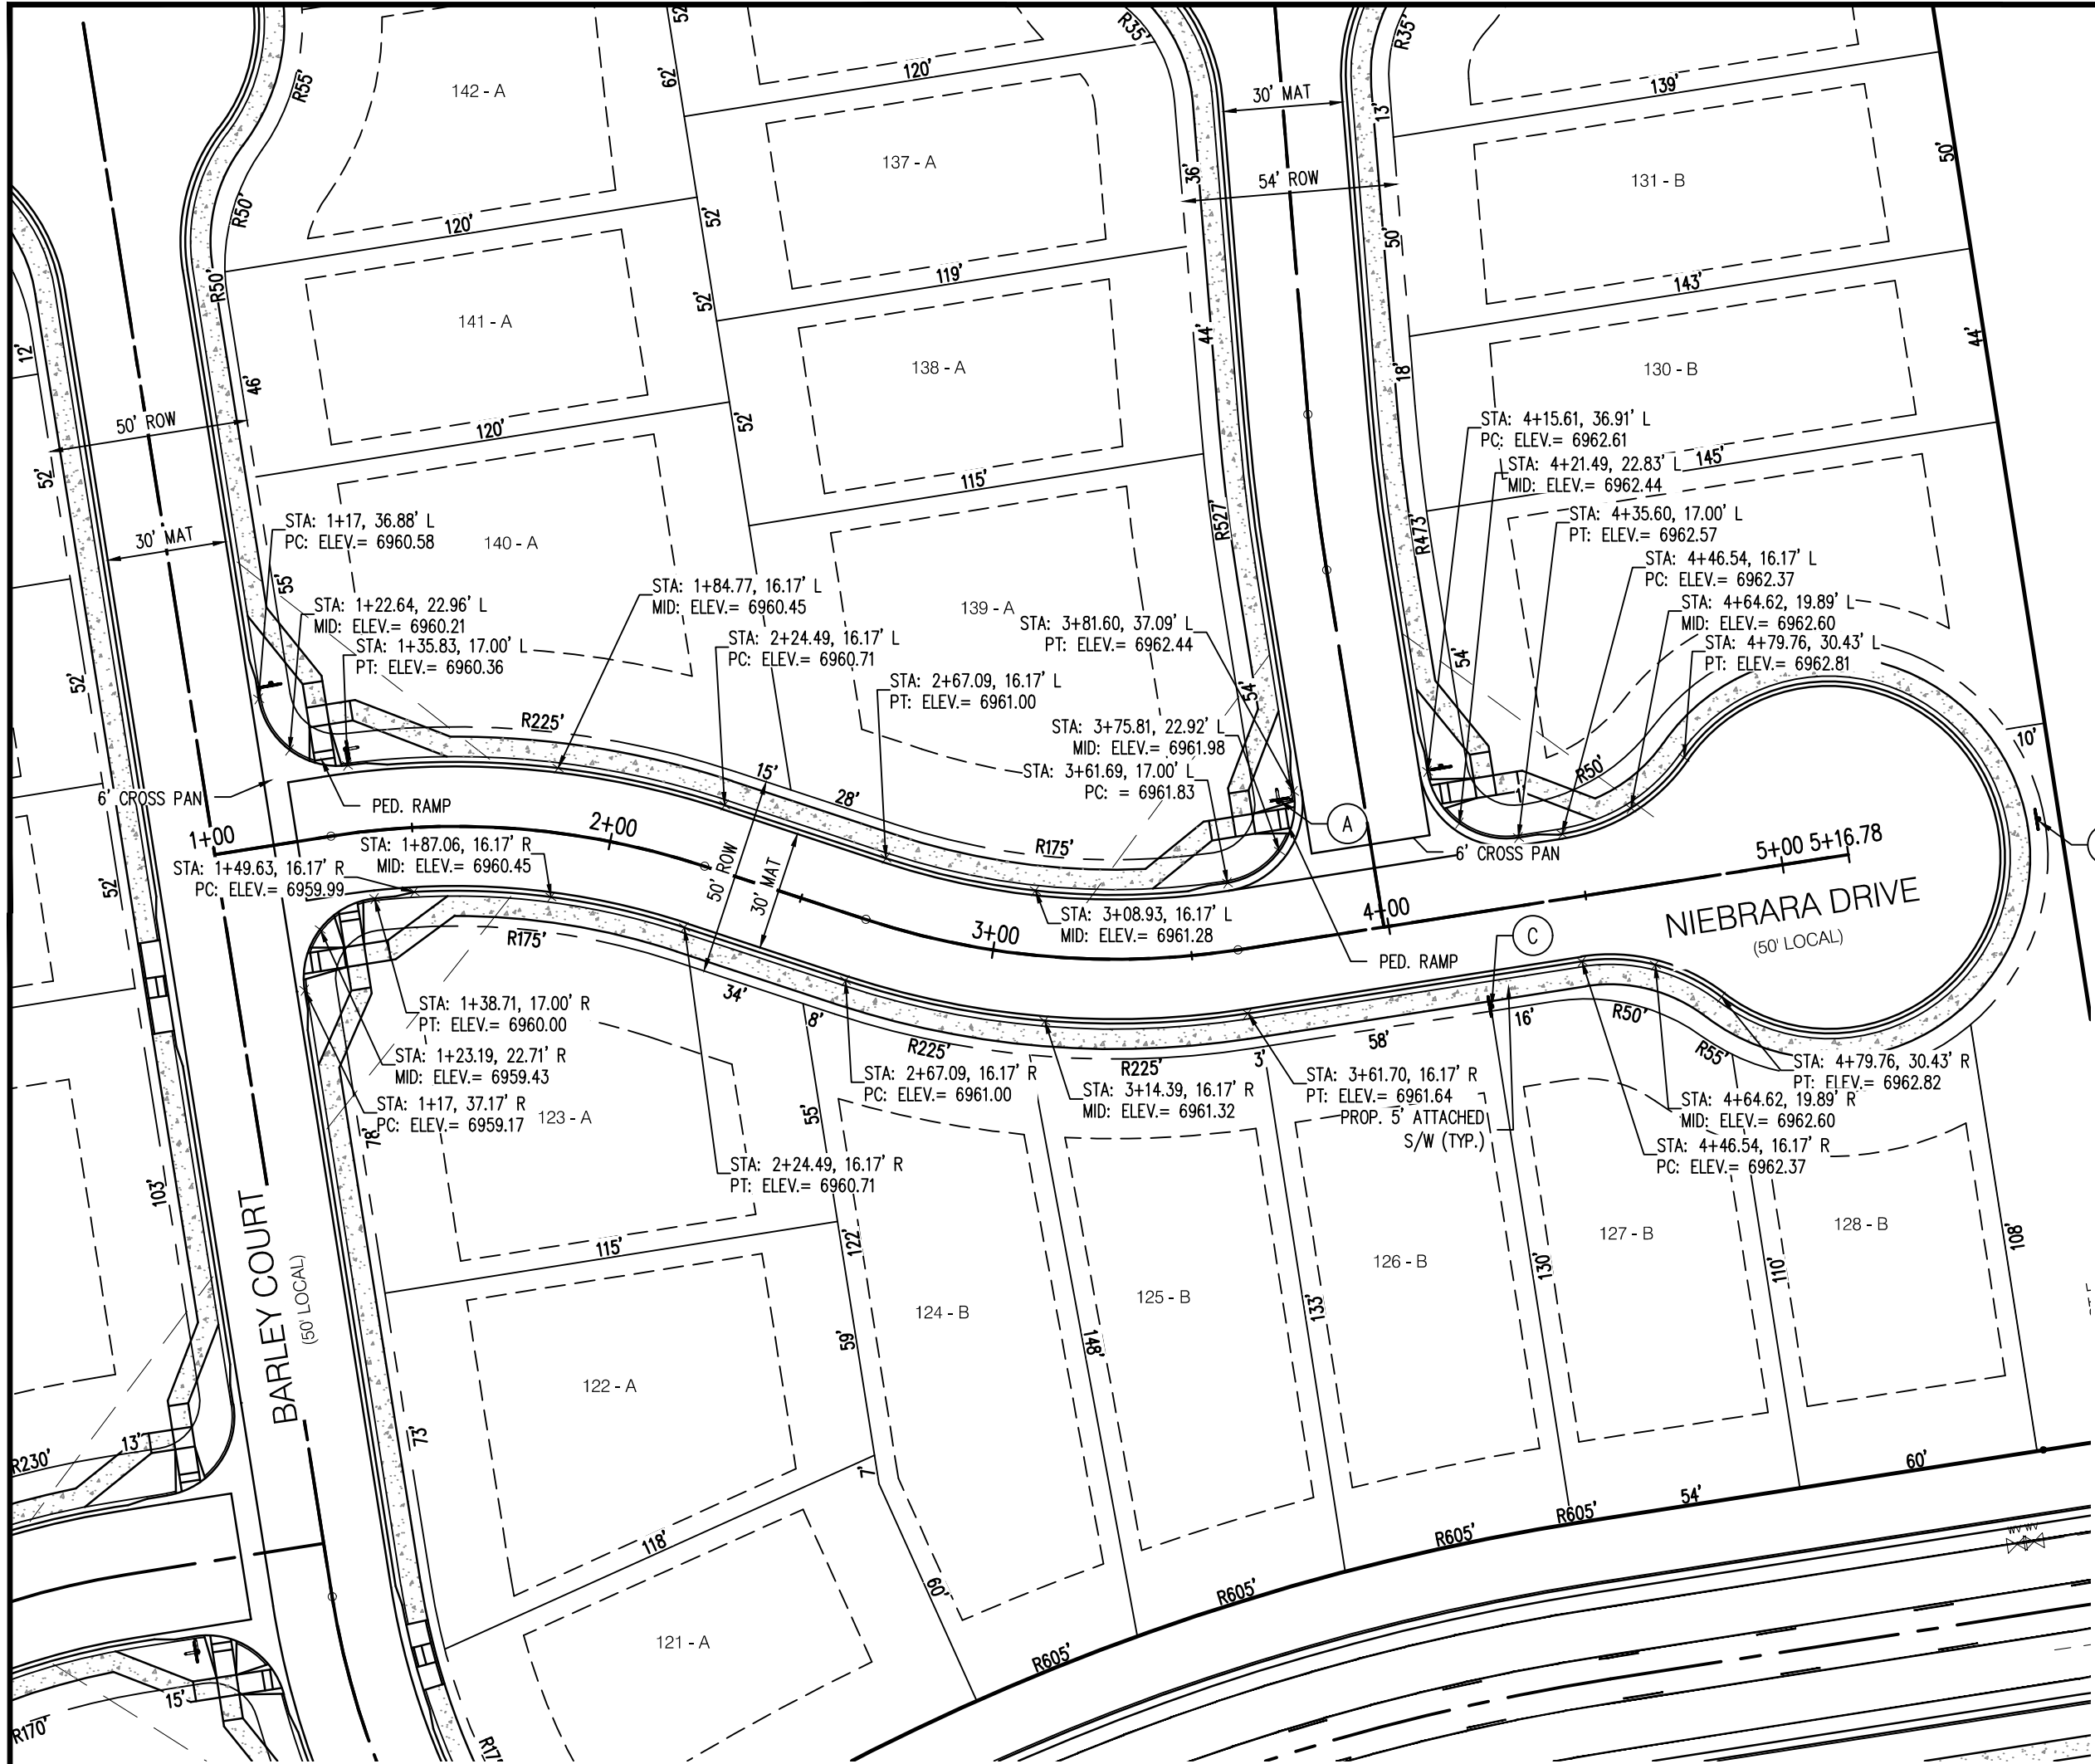 142 - A
137 - A
131 - B
141 - A
138 - A
130 - B
140 - A
139 - A
123 - A
122 - A
121 - A
124 - B
125 - B
126 - B
127 - B
128 - B
R55'
R50'
R50'
52'
62'
120'
R35'
R35'
30' MAT
139'
13'
50'
36'
54' ROW
120'
52'
119'
50'
143'
44'
44'
52'
12'
46'
50' ROW
52'
120'
52'
18'
145'
115'
R527'
R473'
30' MAT
55'
STA: 4+15.61, 36.91' L
PC: ELEV.= 6962.61
STA: 4+21.49, 22.83' L
MID: ELEV.= 6962.44
STA: 4+35.60, 17.00' L
PT: ELEV.= 6962.57
STA: 4+46.54, 16.17' L
PC: ELEV.= 6962.37
STA: 4+64.62, 19.89' L
MID: ELEV.= 6962.60
STA: 4+79.76, 30.43' L
PT: ELEV.= 6962.81
STA: 1+17, 36.88' L
PC: ELEV.= 6960.58
STA: 1+22.64, 22.96' L
MID: ELEV.= 6960.21
STA: 1+35.83, 17.00' L
PT: ELEV.= 6960.36
STA: 1+84.77, 16.17' L
MID: ELEV.= 6960.45
STA: 2+24.49, 16.17' L
PC: ELEV.= 6960.71
STA: 2+67.09, 16.17' L
PT: ELEV.= 6961.00
STA: 3+81.60, 37.09' L
PT: ELEV.= 6962.44
STA: 3+75.81, 22.92' L
MID: ELEV.= 6961.98
STA: 3+61.69, 17.00' L
PC: = 6961.83
54'
54'
52'
R225'
15'
28'
R175'
R50'
10'
6' CROSS PAN
PED. RAMP
A
6' CROSS PAN
1+00
2+00
3+00
4+00
5+00 5+16.78
NIEBRARA DRIVE
(50' LOCAL)
STA: 1+87.06, 16.17' R
MID: ELEV.= 6960.45
STA: 1+49.63, 16.17' R
PC: ELEV.= 6959.99
52'
50' ROW
30' MAT
STA: 3+08.93, 16.17' L
MID: ELEV.= 6961.28
PED. RAMP
C
R175'
34'
8'
R225'
R225'
3'
58'
16'
R50'
R55'
STA: 1+38.71, 17.00' R
PT: ELEV.= 6960.00
STA: 1+23.19, 22.71' R
MID: ELEV.= 6959.43
STA: 1+17, 37.17' R
PC: ELEV.= 6959.17
STA: 2+67.09, 16.17' R
PC: ELEV.= 6961.00
STA: 3+14.39, 16.17' R
MID: ELEV.= 6961.32
STA: 3+61.70, 16.17' R
PT: ELEV.= 6961.64
PROP. 5' ATTACHED
S/W (TYP.)
STA: 4+79.76, 30.43' R
PT: ELEV.= 6962.82
STA: 4+64.62, 19.89' R
MID: ELEV.= 6962.60
STA: 4+46.54, 16.17' R
PC: ELEV.= 6962.37
STA: 2+24.49, 16.17' R
PT: ELEV.= 6960.71
78'
55'
103'
BARLEY COURT
(50' LOCAL)
115'
122'
59'
148'
133'
130'
110'
108'
73'
13'
R230'
7'
118'
60'
R605'
R605'
R605'
R605'
54'
60'
WV WV
15'
R170'